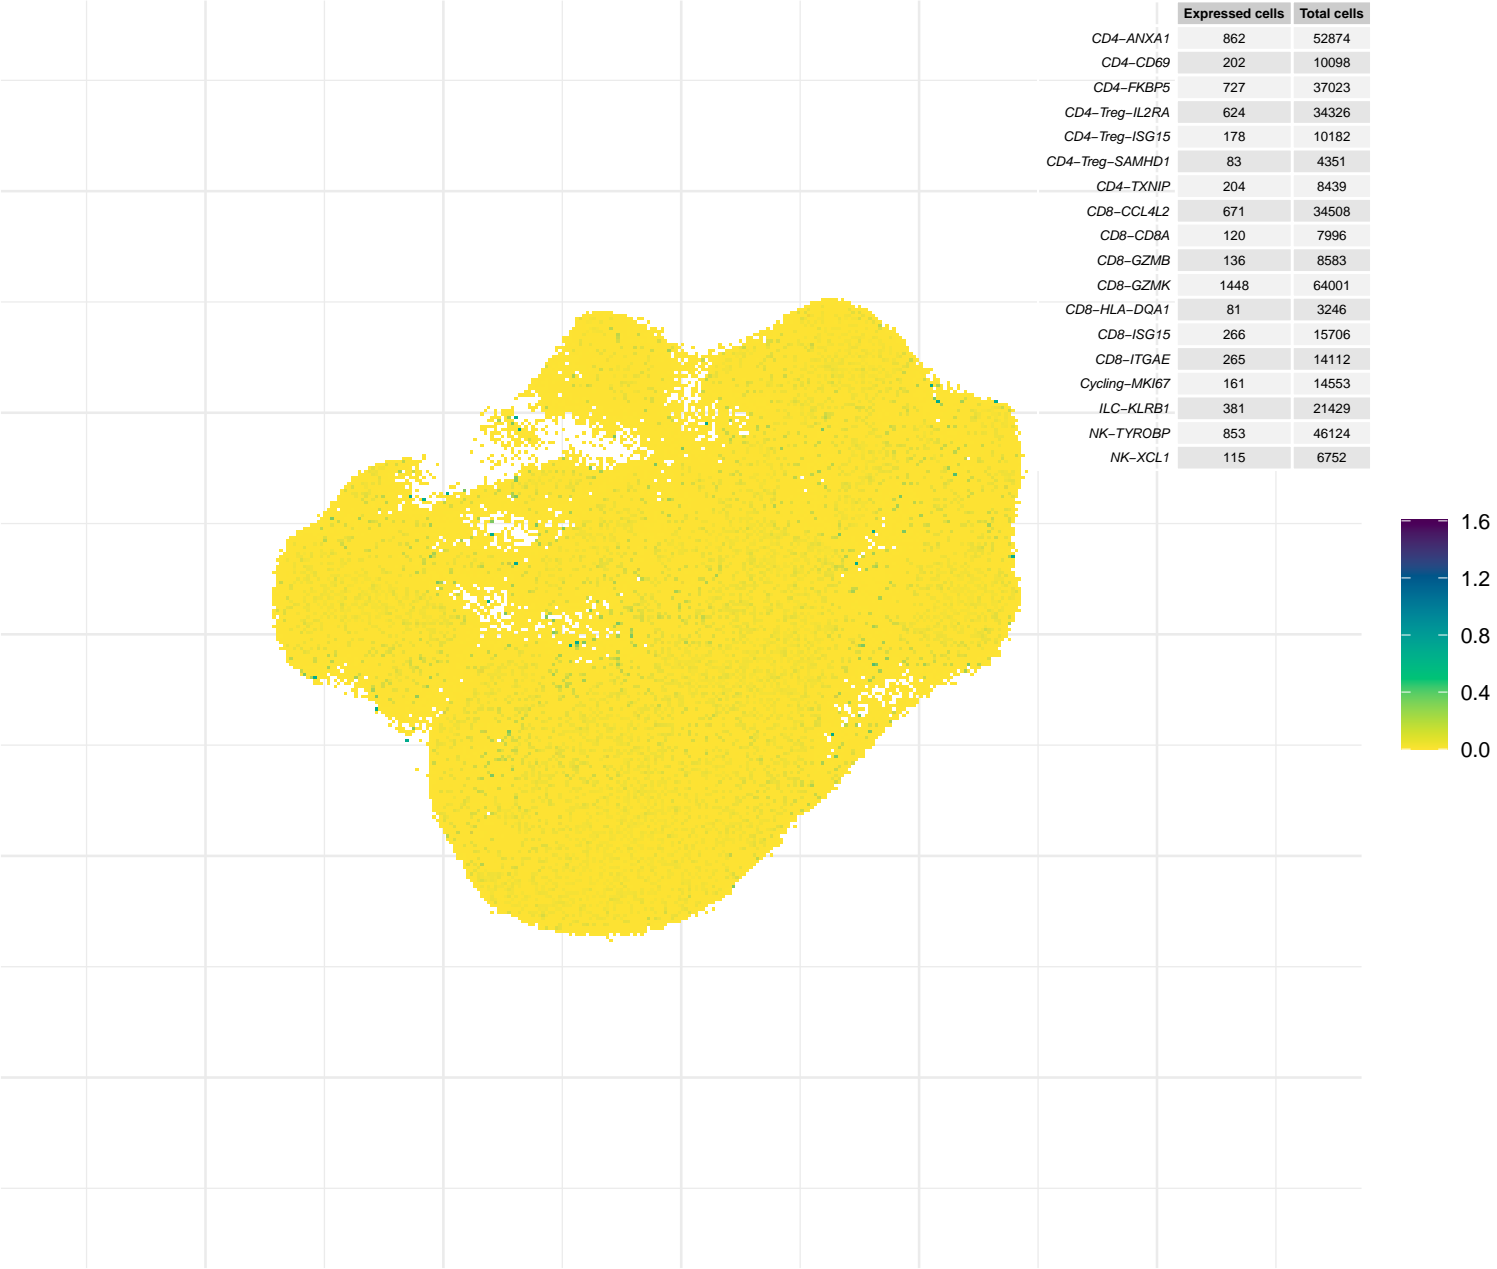 Expressed cells Total cells
CD4−ANXA1 862 52874
CD4−CD69 202 10098
CD4−FKBP5 727 37023
CD4−Treg−IL2RA 624 34326
CD4−Treg−ISG15 178 10182
CD4−Treg−SAMHD1 83 4351
CD4−TXNIP 204 8439
CD8−CCL4L2 671 34508
CD8−CD8A 120 7996
CD8−GZMB 136 8583
CD8−GZMK 1448 64001
CD8−HLA−DQA1 81 3246
CD8−ISG15 266 15706
CD8−ITGAE 265 14112
Cycling−MKI67 161 14553
ILC−KLRB1 381 21429
NK−TYROBP 853 46124
NK−XCL1 115 6752
1.6
1.2
0.8
0.4
0.0